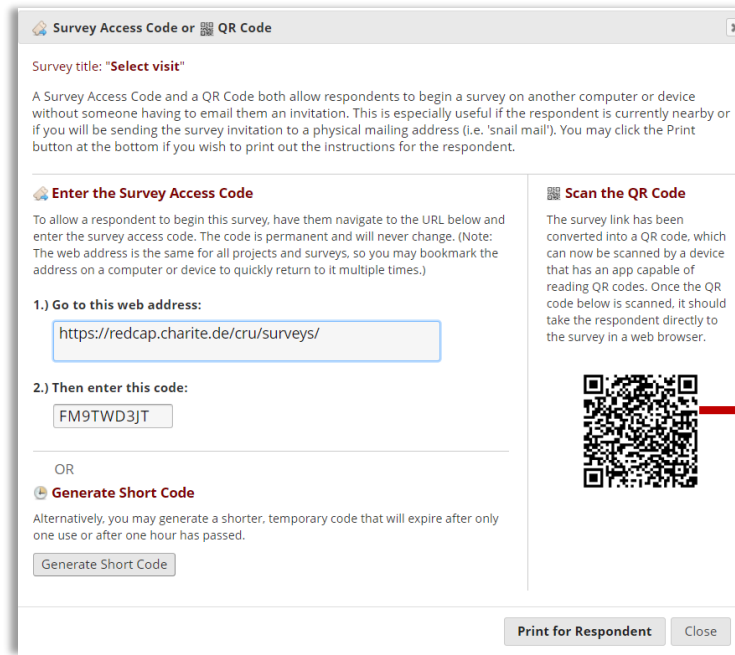 Survey Access Code or QR Code
Survey title: "Select visit"
A Survey Access Code and a QR Code both allow respondents to begin a survey on another computer or device
without someone having to email them an invitation. This is especially useful if the respondent is currently nearby or
if you will be sending the survey invitation to a physical mailing address (i.e. 'snail mail'). You may click the Print
button at the bottom if you wish to print out the instructions for the respondent.
Enter the Survey Access Code
To allow a respondent to begin this survey, have them navigate to the URL below and
enter the survey access code. The code is permanent and will never change. (Note:
The web address is the same for all projects and surveys, so you may bookmark the
address on a computer or device to quickly return to it multiple times.)
1.) Go to this web address:
https://redcap.charite.de/cru/surveys/
2.) Then enter this code:
FM9TWD3JT
OR
Generate Short Code
Alternatively, you may generate a shorter, temporary code that will expire after only
one use or after one hour has passed.
Generate Short Code
Scan the QR Code
The survey link has been
converted into a QR code, which
can now be scanned by a device
that has an app capable of
reading QR codes. Once the QR
code below is scanned, it should
take the respondent directly to
the survey in a web browser.
Print for Respondent
Close